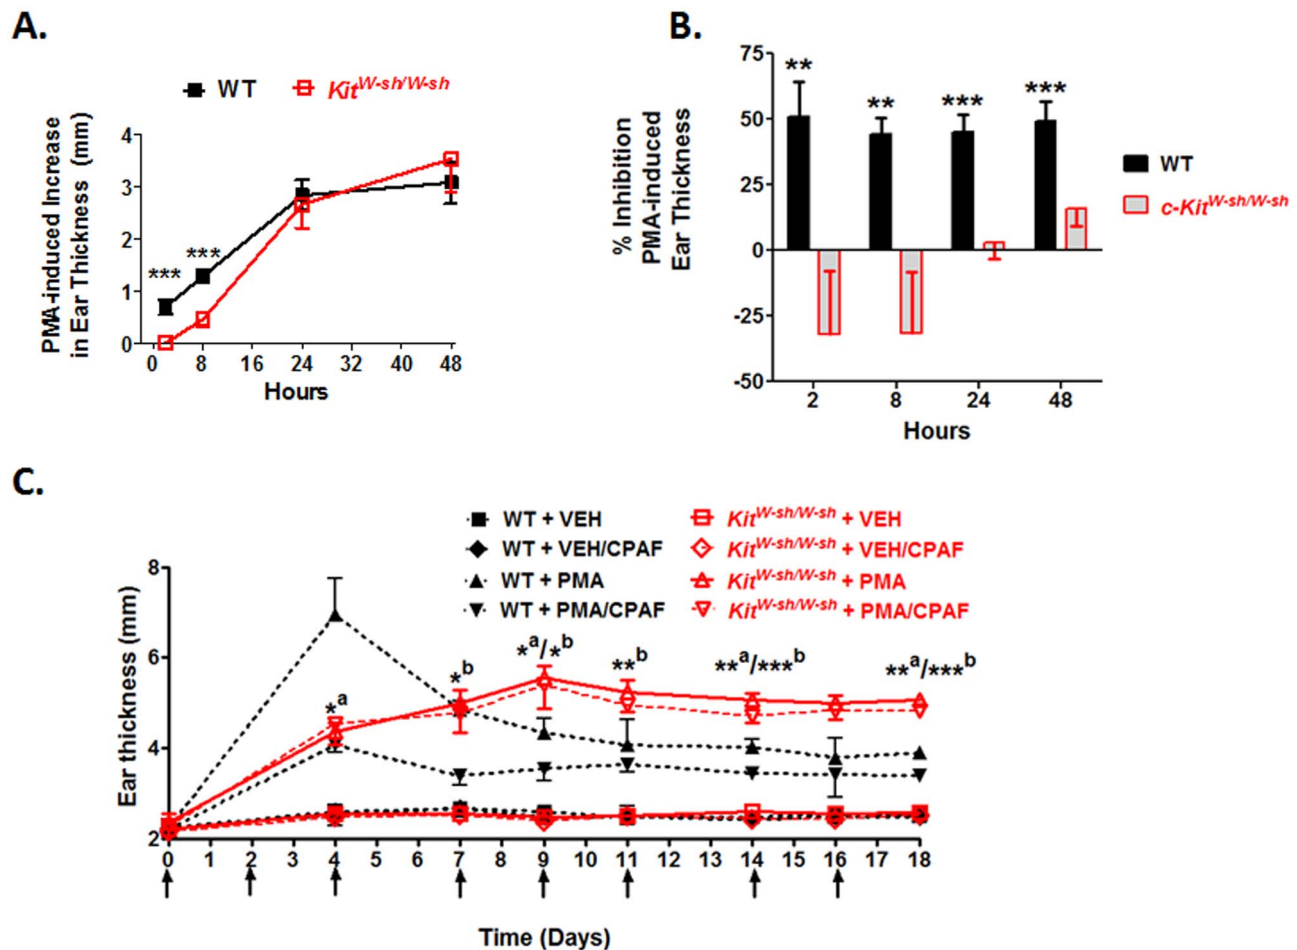 A.
WT Kit^W-sh/W-sh
PMA-induced Increase
in Ear Thickness (mm)
4
3
2
1
0
***
***
0 8 16 24 32 40 48
Hours
B.
% Inhibition
PMA-induced
Ear Thickness
75
50
25
0
-25
-50
** ** *** ***
2 8 24 48
Hours
WT
c-Kit^W-sh/W-sh
C.
WT + VEH Kit^W-sh/W-sh + VEH
WT + VEH/CPAF Kit^W-sh/W-sh + VEH/CPAF
WT + PMA Kit^W-sh/W-sh + PMA
WT + PMA/CPAF Kit^W-sh/W-sh + PMA/CPAF
Ear thickness (mm)
8
6
4
2
*a *b *a/*b **b **a/***b **a/***b
0 1 2 3 4 5 6 7 8 9 10 11 12 13 14 15 16 17 18
Time (Days)